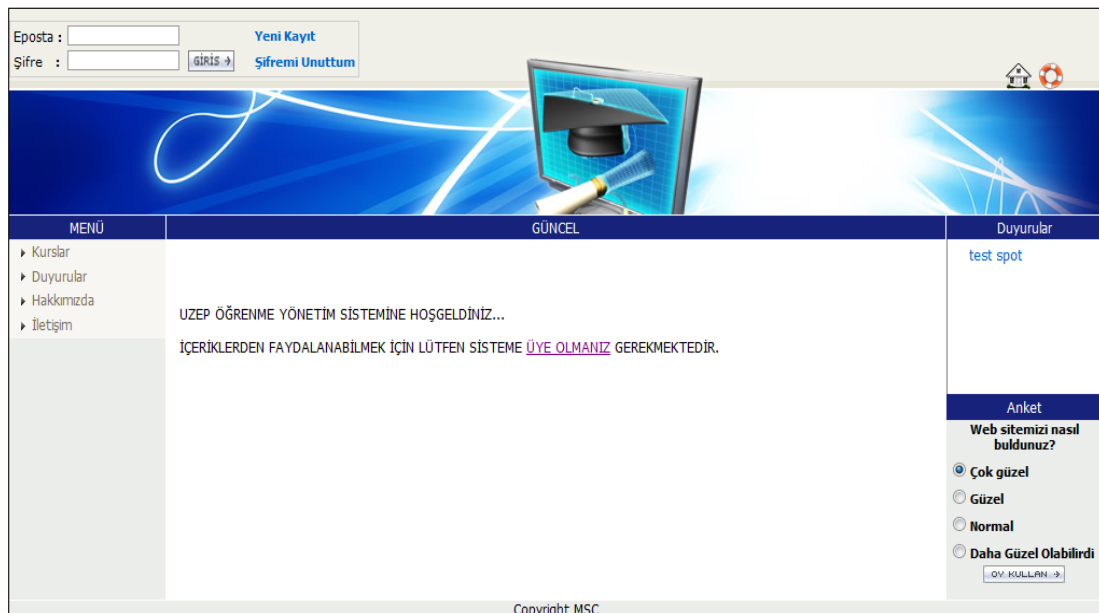 Eposta :
Yeni Kayıt
Şifre :
GİRİS
Şifremi Unuttum
MENÜ
GÜNCEL
Duyurular
Kurslar
Duyurular
Hakkımızda
İletişim
UZEP ÖĞRENME YÖNETİM SİSTEMİNE HOŞGELDİNİZ...
İÇERİKLERDEN FAYDALANABİLMEK İÇİN LÜTFEN SİSTEME ÜYE OLMANIZ GEREKMEKTEDİR.
test spot
Anket
Web sitemizi nasıl
buldunuz?
Çok güzel
Güzel
Normal
Daha Güzel Olabilirdi
OY KULLAN
Copyright MSC